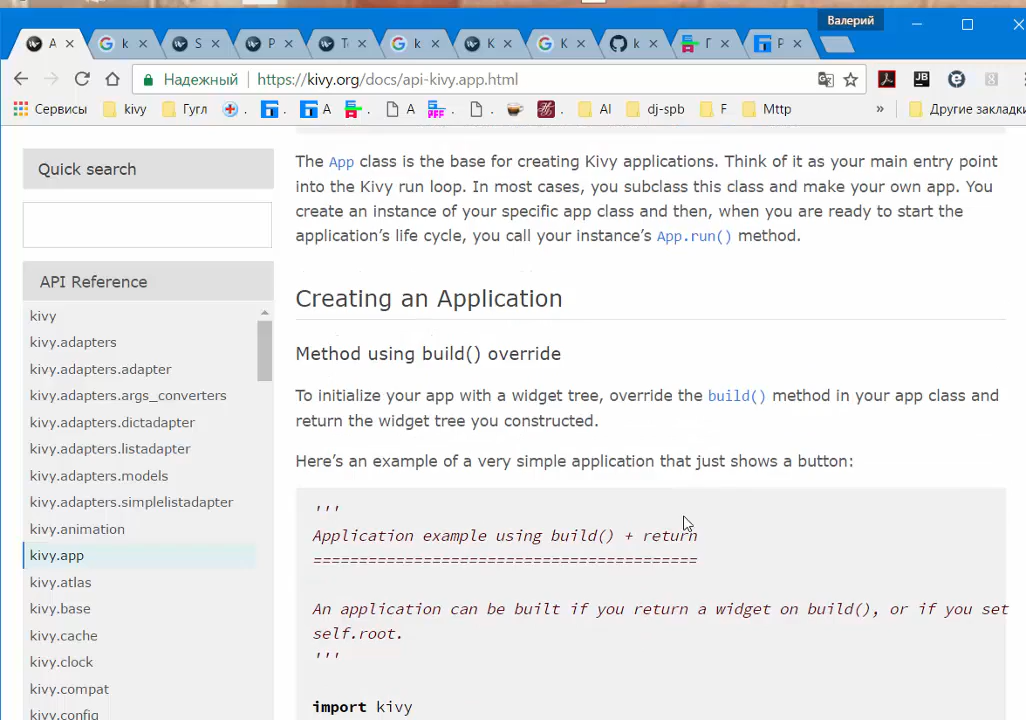 Валерий
A
k
S
P
T
k
K
K
k
Г
P
Надежный
https://kivy.org/docs/api-kivy.app.html
Сервисы kivy Гугл . . A . A . . . AI dj-spb F Mttp » Другие закладки
The App class is the base for creating Kivy applications. Think of it as your main entry point
into the Kivy run loop. In most cases, you subclass this class and make your own app. You
create an instance of your specific app class and then, when you are ready to start the
application's life cycle, you call your instance's App.run() method.
Quick search
API Reference
kivy
kivy.adapters
kivy.adapters.adapter
kivy.adapters.args_converters
kivy.adapters.dictadapter
kivy.adapters.listadapter
kivy.adapters.models
kivy.adapters.simplelistadapter
kivy.animation
kivy.app
kivy.atlas
kivy.base
kivy.cache
kivy.clock
kivy.compat
kivy.config
Creating an Application
Method using build() override
To initialize your app with a widget tree, override the build() method in your app class and
return the widget tree you constructed.
Here's an example of a very simple application that just shows a button:
'''
Application example using build() + return
==========================================
An application can be built if you return a widget on build(), or if you set
self.root.
'''
import kivy